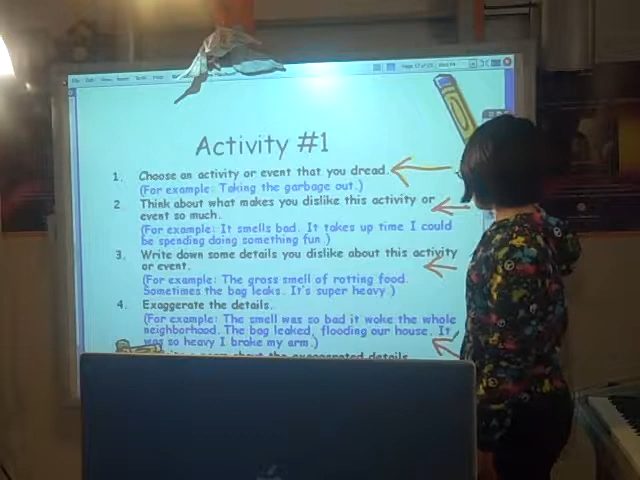 Activity #1
1. Choose an activity or event that you dread.
(For example: Taking the garbage out.)
2. Think about what makes you dislike this activity or
event so much.
(For example: It smells bad. It takes up time I could
be spending doing something fun.)
3. Write down some details you dislike about this activity
or event.
(For example: The gross smell of rotting food.
Sometimes the bag leaks. It's super heavy.)
4. Exaggerate the details.
(For example: The smell was so bad it woke the whole
neighborhood. The bag leaked, flooding our house. It
was so heavy I broke my arm.)
a poem about the exaggerated details